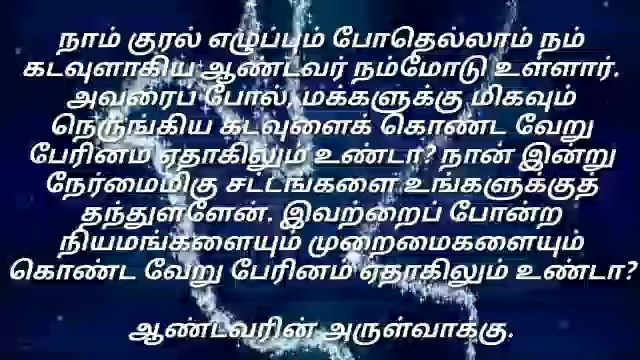 நாம் குரல் எழுப்பும் போதெல்லாம் நம்
கடவுளாகிய ஆண்டவர் நம்மோடு உள்ளார்.
அவரைப் போல், மக்களுக்கு மிகவும்
நெருங்கிய கடவுளைக் கொண்ட வேறு
பேரினம் ஏதாகிலும் உண்டா? நான் இன்று
நேர்மைமிகு சட்டங்களை உங்களுக்குத்
தந்துள்ளேன். இவற்றைப் போன்ற
நியமங்களையும் முறைமைகளையும்
கொண்ட வேறு பேரினம் ஏதாகிலும் உண்டா?
ஆண்டவரின் அருள்வாக்கு.